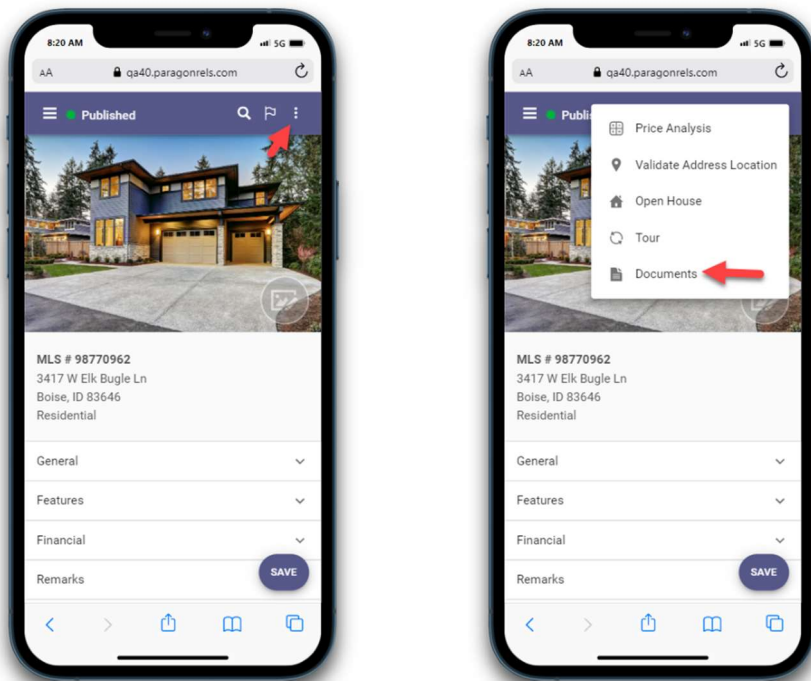 8:20 AM
5G
AA
qa40.paragonrels.com
Published
MLS # 98770962
3417 W Elk Bugle Ln
Boise, ID 83646
Residential
General
Features
Financial
Remarks
SAVE
8:20 AM
5G
AA
qa40.paragonrels.com
Publi
Price Analysis
Validate Address Location
Open House
Tour
Documents
MLS # 98770962
3417 W Elk Bugle Ln
Boise, ID 83646
Residential
General
Features
Financial
Remarks
SAVE